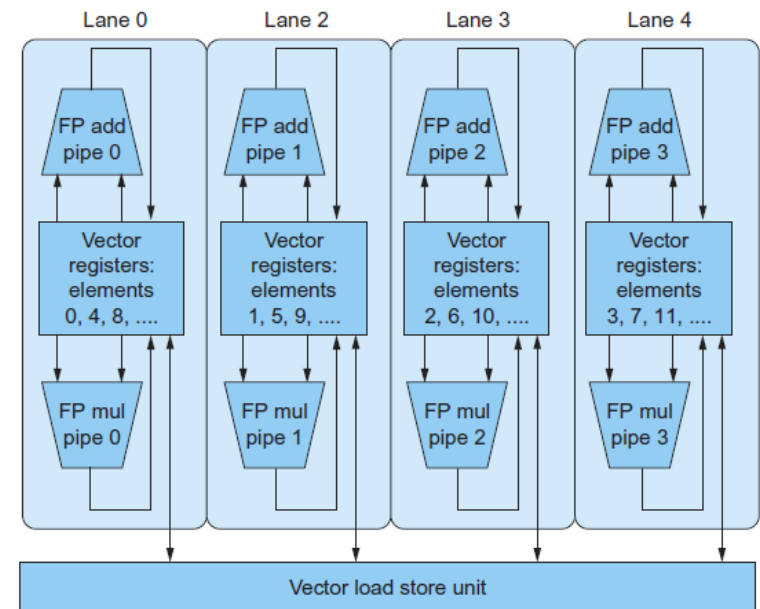 Lane 0
Lane 2
Lane 3
Lane 4
FP add
pipe 0
FP add
pipe 1
FP add
pipe 2
FP add
pipe 3
Vector
registers:
elements
0, 4, 8, ....
Vector
registers:
elements
1, 5, 9, ....
Vector
registers:
elements
2, 6, 10, ....
Vector
registers:
elements
3, 7, 11, ....
FP mul
pipe 0
FP mul
pipe 1
FP mul
pipe 2
FP mul
pipe 3
Vector load store unit